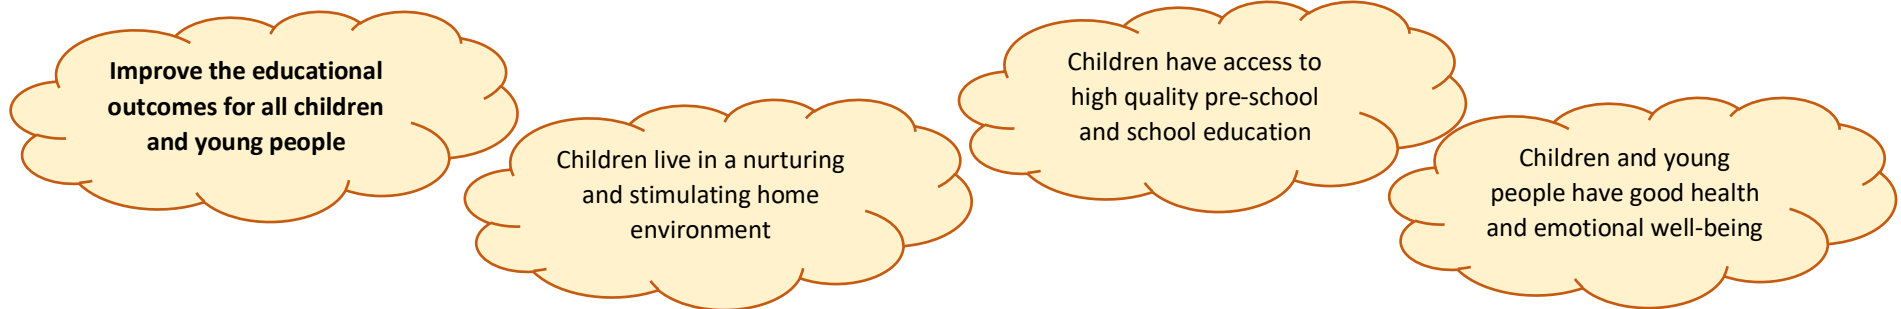 Improve the educational
outcomes for all children
and young people
Children live in a nurturing
and stimulating home
environment
Children have access to
high quality pre-school
and school education
Children and young
people have good health
and emotional well-being